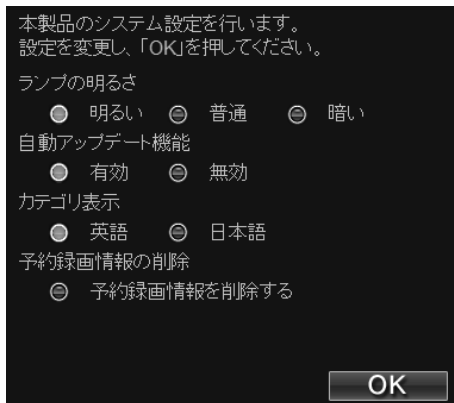 本製品のシステム設定を行います。
設定を変更し、「OK」を押してください。
ランプの明るさ
明るい 普通 暗い
自動アップデート機能
有効 無効
カテゴリ表示
英語 日本語
予約録画情報の削除
予約録画情報を削除する
OK